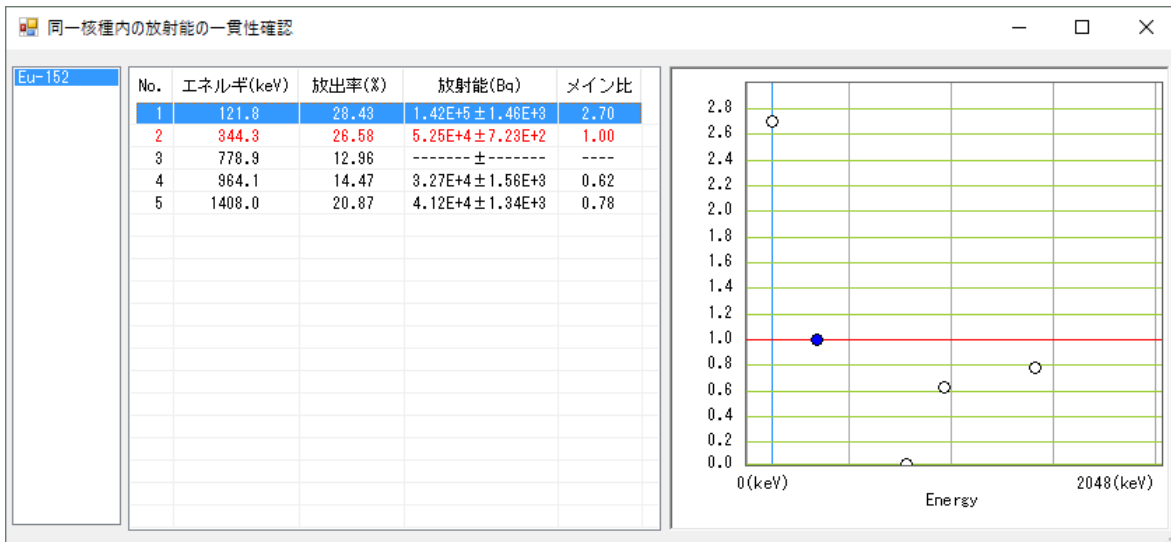 同一核種内の放射能の一貫性確認
Eu-152
No. エネルギ(keV) 放出率(%) 放射能(Bq) メイン比
1 121.8 28.43 1.42E+5±1.46E+3 2.70
2 344.3 26.58 5.25E+4±7.23E+2 1.00
3 778.9 12.96 -------±------- ----
4 964.1 14.47 3.27E+4±1.56E+3 0.62
5 1408.0 20.87 4.12E+4±1.34E+3 0.78
2.8
2.6
2.4
2.2
2.0
1.8
1.6
1.4
1.2
1.0
0.8
0.6
0.4
0.2
0.0
0(keV) 2048(keV)
Energy